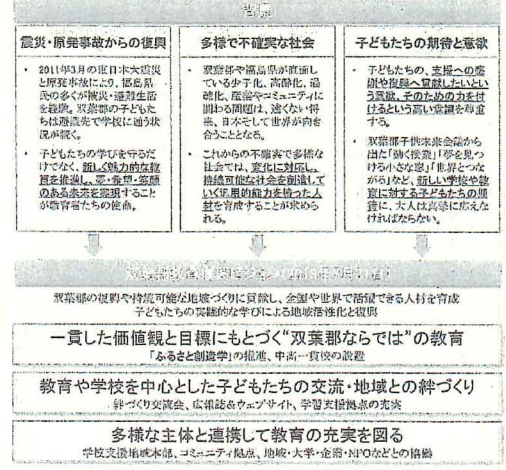 背景
震災・原発事故からの復興
・ 2011年3月の東日本大震災
と原発事故により、福島県
民の多くが被災・避難生活
を経験。双葉郡の子どもた
ちは避難先で学校に通う状
況が続く。
・ 子どもたちの学びを守るだ
けでなく、新しく魅力的な教
育を推進し、夢・希望・笑顔
のある未来を実現すること
が教育者たちの使命。
多様で不確実な社会
・ 双葉郡や福島県が直面し
ている少子化、高齢化、過
疎化、産業やコミュニティに
関わる問題は、遠くない将
来、日本そして世界が向き
合うこととなる。
・ これからの不確実で多様な
社会では、変化に対応し、
持続可能な社会を創造して
いく実践的能力を持った人
材を育成することが求めら
れる。
子どもたちの期待と意欲
・ 子どもたちの、支援への感
謝や復興へ貢献したいとい
う意欲、そのための力を付
けるという高い意識を尊重
する。
・ 双葉郡子供未来会議から
出た「動く授業」「夢を見つ
ける小さな窓」「世界とつな
がる」など、新しい学校や教
育に対する子どもたちの期
待に、大人は真摯に応えな
ければならない。
双葉郡教育復興ビジョン
双葉郡の復興や持続可能な地域づくりに貢献し、全国や世界で活躍できる人材を育成
子どもたちの実践的な学びによる地域活性化と復興
一貫した価値観と目標にもとづく“双葉郡ならでは”の教育
「ふるさと創造学」の推進、中高一貫校の設置
教育や学校を中心とした子どもたちの交流・地域との絆づくり
絆づくり交流会、広報誌&ウェブサイト、学習支援拠点の充実
多様な主体と連携して教育の充実を図る
学校支援地域本部、コミュニティ拠点、地域・大学・企業・NPOなどとの協働